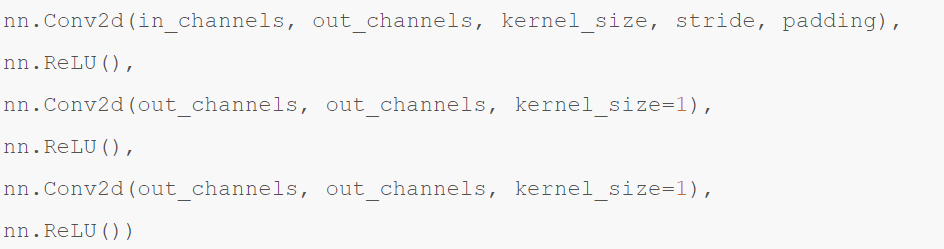 nn.Conv2d(in_channels, out_channels, kernel_size, stride, padding),
nn.ReLU(),
nn.Conv2d(out_channels, out_channels, kernel_size=1),
nn.ReLU(),
nn.Conv2d(out_channels, out_channels, kernel_size=1),
nn.ReLU())